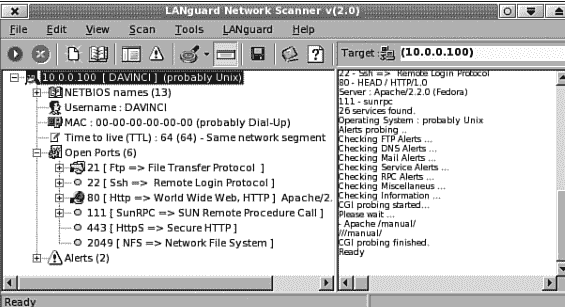 LANguard Network Scanner v(2.0)
File Edit View Scan Tools LANguard Help
Target : (10.0.0.100)
10.0.0.100 [ DAVINCI ] (probably Unix)
NETBIOS names (13)
Username : DAVINCI
MAC : 00-00-00-00-00-00 (probably Dial-Up)
Time to live (TTL) : 64 (64) - Same network segment
Open Ports (6)
21 [ Ftp => File Transfer Protocol ]
22 [ Ssh => Remote Login Protocol ]
80 [ Http => World Wide Web, HTTP ] Apache/2.
111 [ SunRPC => SUN Remote Procedure Call ]
443 [ HttpS => Secure HTTP ]
2049 [ NFS => Network File System ]
Alerts (2)
22 - Ssh => Remote Login Protocol
80 - HEAD / HTTP/1.0
Server : Apache/2.2.0 (Fedora)
111 - sunrpc
26 services found.
Operating System : probably Unix
Alerts probing ..
Checking FTP Alerts ...
Checking DNS Alerts ...
Checking Mail Alerts ...
Checking Service Alerts ...
Checking RPC Alerts ...
Checking Miscellaneus ...
Checking Information ...
CGI probing started...
Please wait ...
- Apache /manual/
///manual/
CGI probing finished.
Ready
Ready